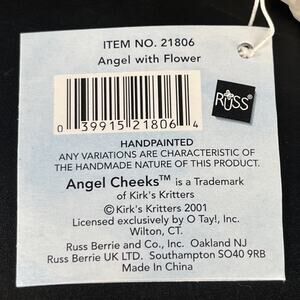 ITEM NO. 21806
Angel with Flower
RUSS
0 39915 21806 4
HANDPAINTED
ANY VARIATIONS ARE CHARACTERISTIC OF
THE HANDMADE NATURE OF THIS PRODUCT.
Angel Cheeks™ is a Trademark
of Kirk's Kritters
©Kirk's Kritters 2001
Licensed exclusively by O Tay!, Inc.
Wilton, CT.
Russ Berrie and Co., Inc. Oakland NJ
Russ Berrie UK LTD. Southampton SO40 9RB
Made in China